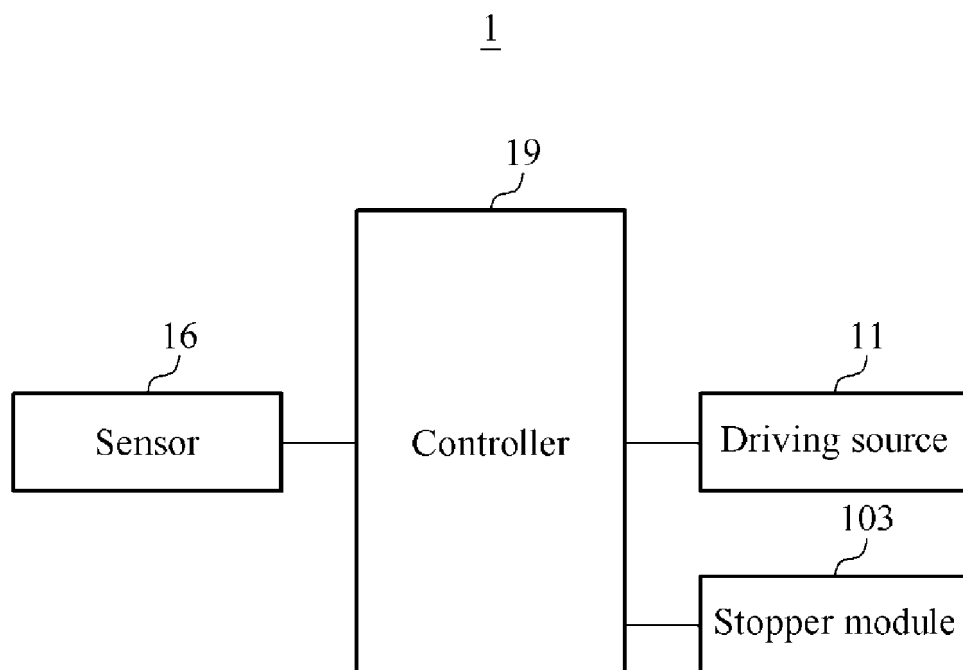 1
19
16
11
Sensor
Controller
Driving source
103
Stopper module